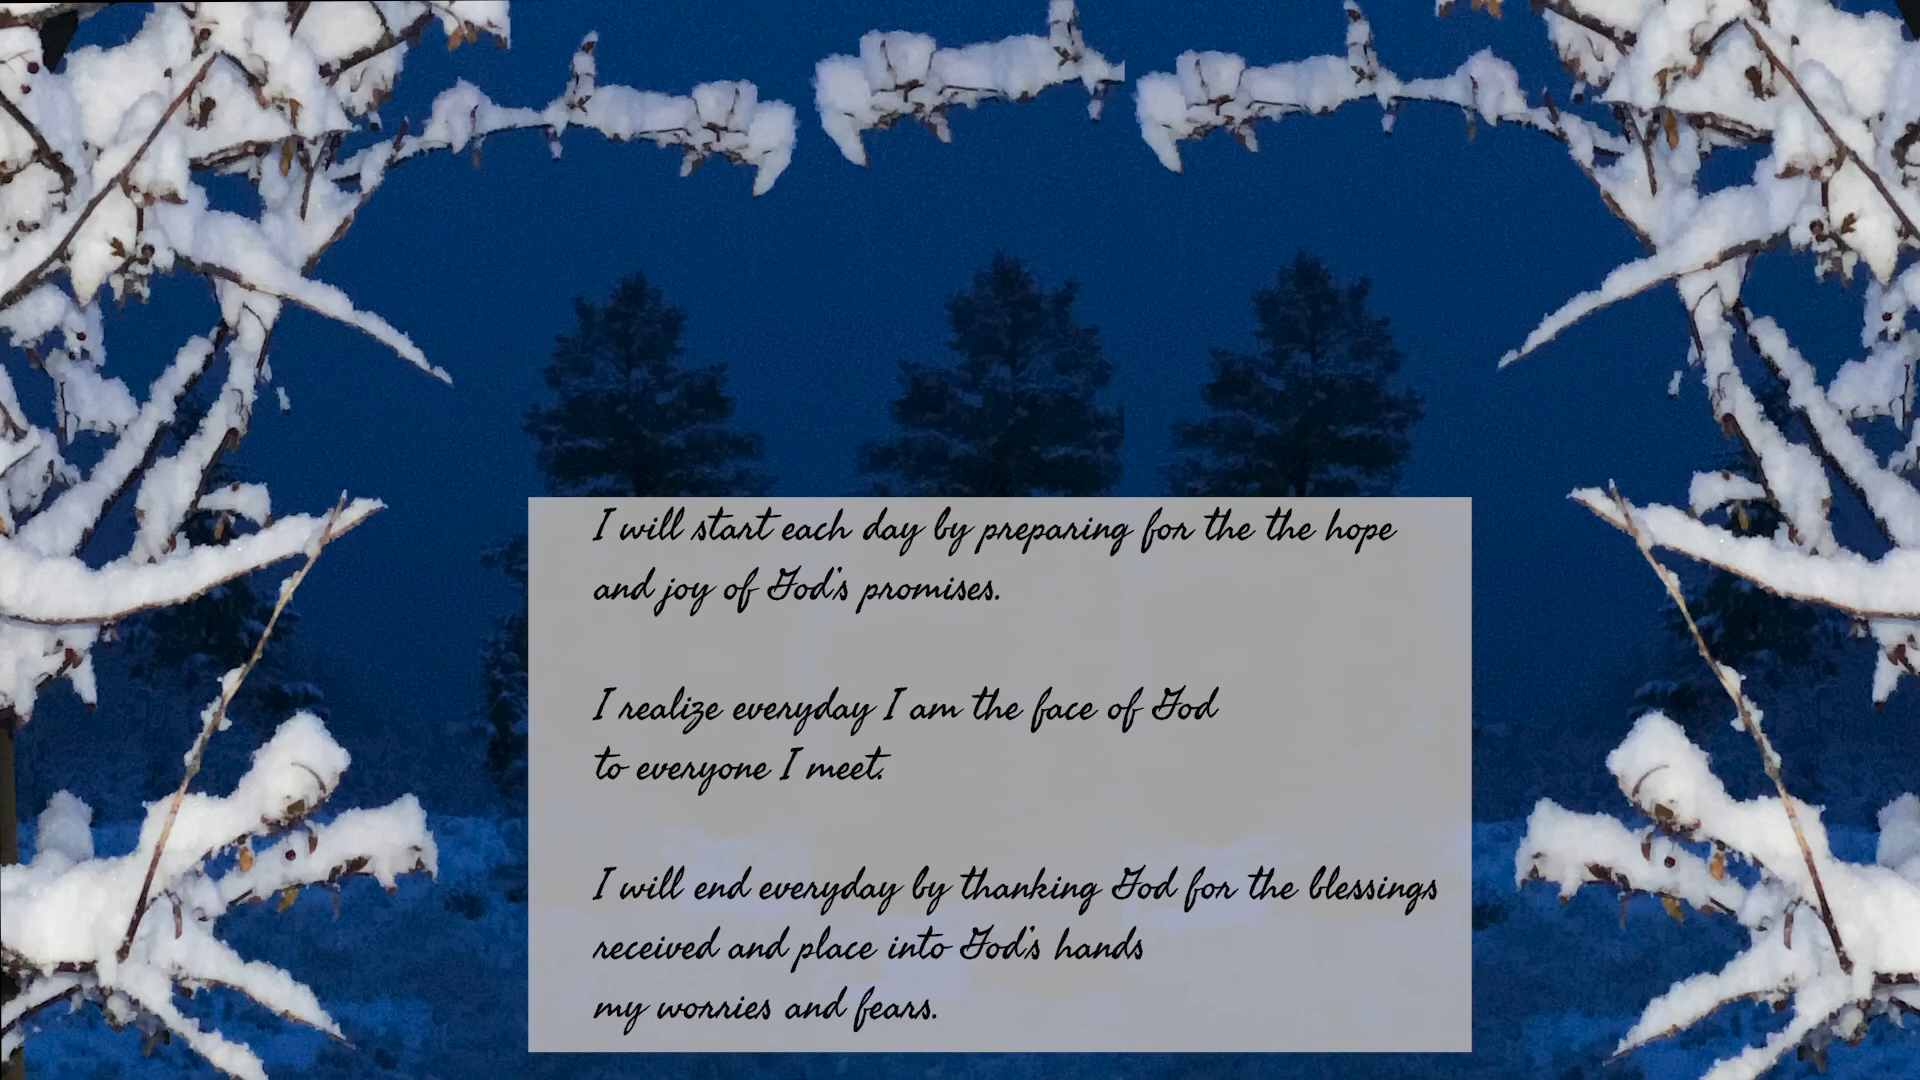 I will start each day by preparing for the the hope
and joy of God's promises.
I realize everyday I am the face of God
to everyone I meet.
I will end everyday by thanking God for the blessings
received and place into God's hands
my worries and fears.